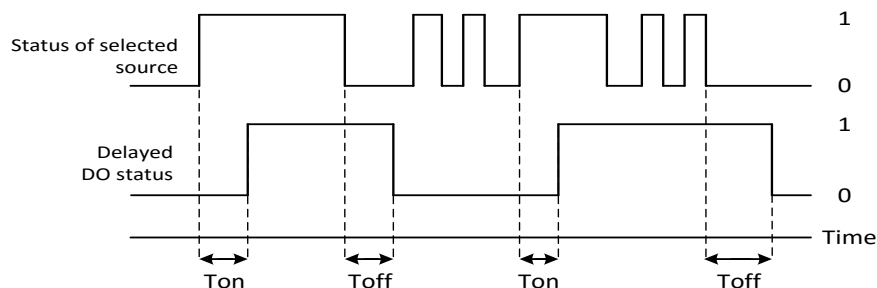 1
Status of selected
source
0
1
Delayed
DO status
0
Time
Ton
Toff
Ton
Toff